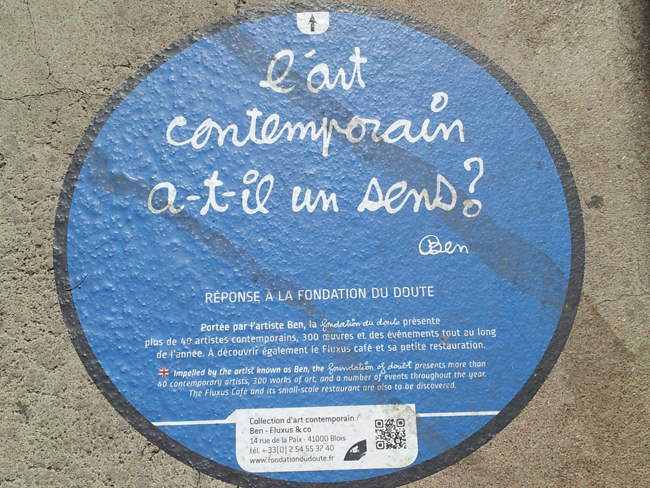 l'art
contemporain
a-t-il un sens?
Ben
RÉPONSE À LA FONDATION DU DOUTE
Portée par l'artiste Ben, la fondation du doute présente
plus de 40 artistes contemporains, 300 œuvres et des événements tout au long
de l'année. À découvrir également le Fluxus café et sa petite restauration.
Impelled by the artist known as Ben, the foundation of doubt presents more than
40 contemporary artists, 300 works of art, and a number of events throughout the year.
The Fluxus Café and its small-scale restaurant are also to be discovered.
Collection d'art contemporain /
Ben - Fluxus & co
14 rue de la Paix - 41000 Blois
tél. +33(0) 2 54 55 37 40
www.fondationdudoute.fr